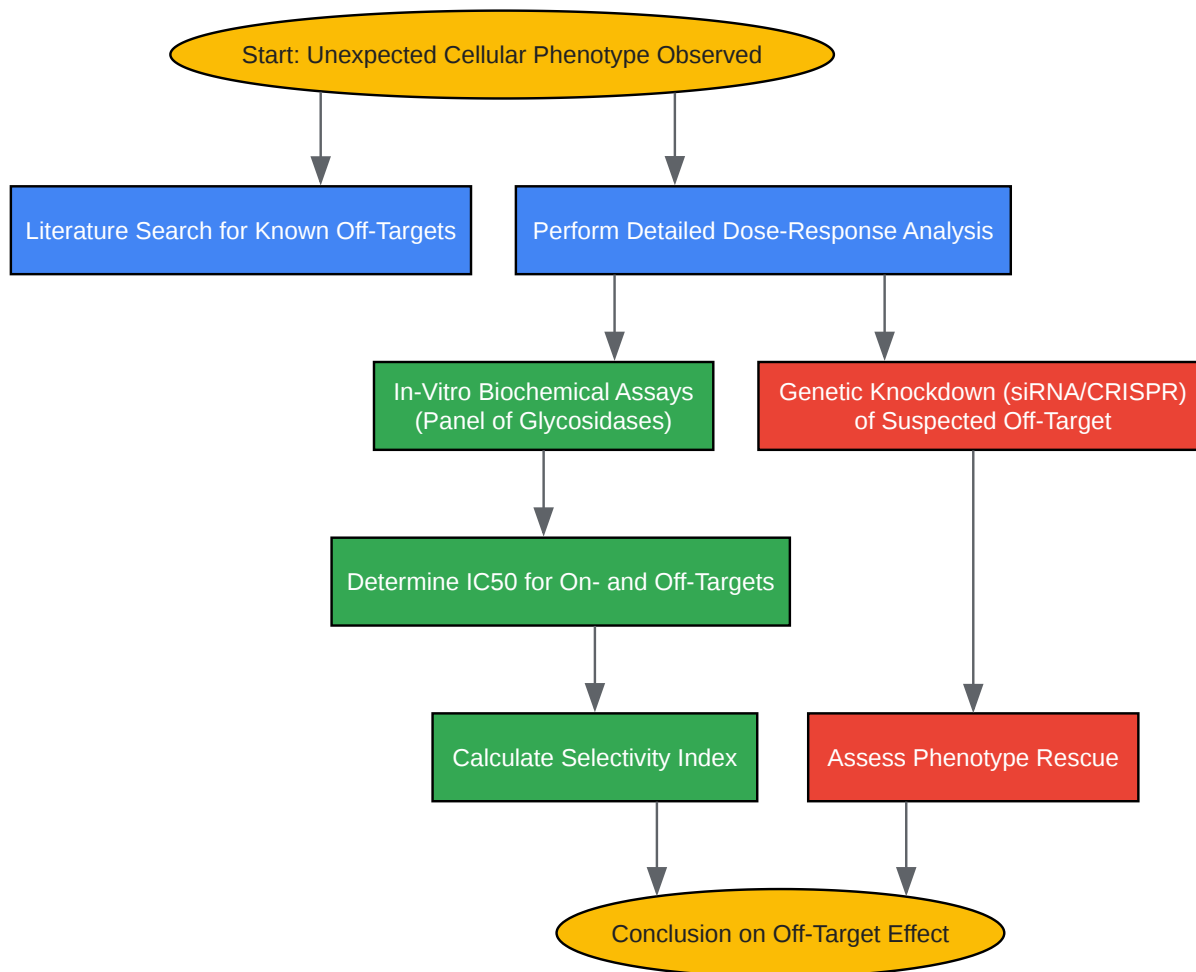 Start: Unexpected Cellular Phenotype Observed
Literature Search for Known Off-Targets
Perform Detailed Dose-Response Analysis
In-Vitro Biochemical Assays
(Panel of Glycosidases)
Genetic Knockdown (siRNA/CRISPR)
of Suspected Off-Target
Determine IC50 for On- and Off-Targets
Calculate Selectivity Index
Assess Phenotype Rescue
Conclusion on Off-Target Effect